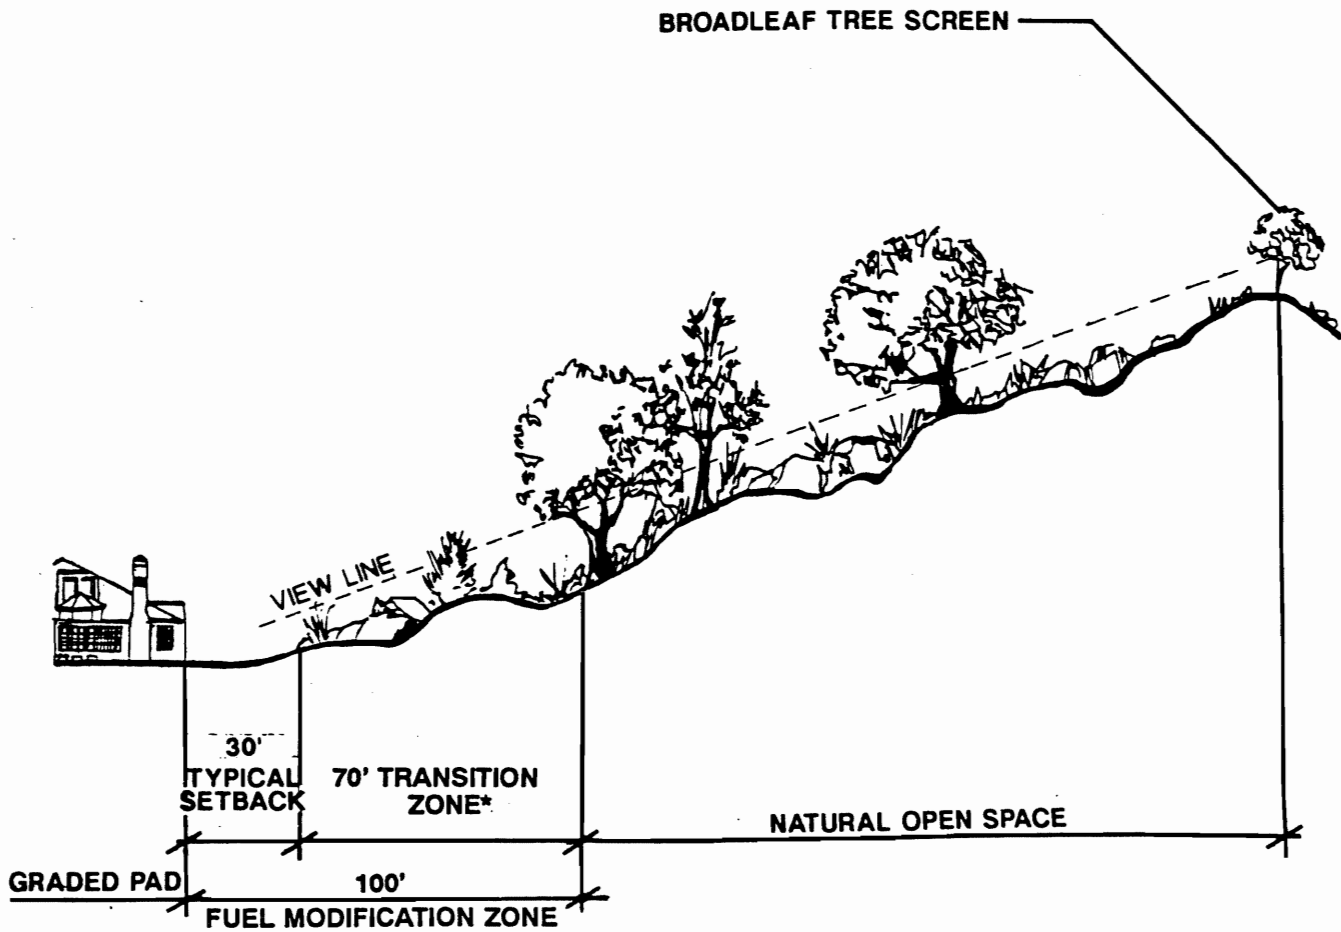 BROADLEAF TREE SCREEN
VIEW LINE
30'
TYPICAL
SETBACK
70' TRANSITION
ZONE*
NATURAL OPEN SPACE
GRADED PAD
100'
FUEL MODIFICATION ZONE